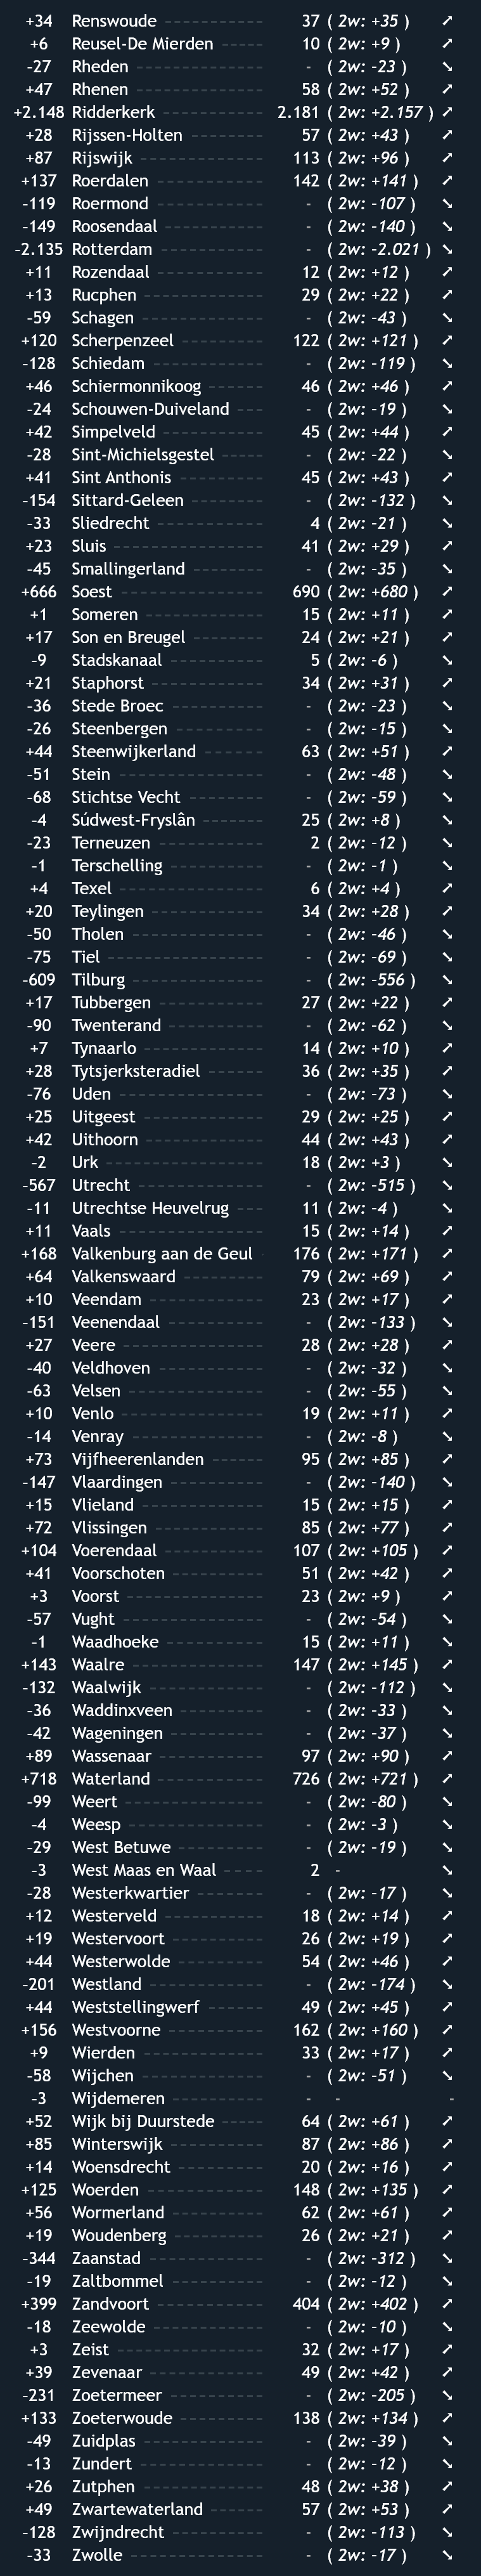 +34 Renswoude 37 ( 2w: +35 ) ➚
+6 Reusel-De Mierden 10 ( 2w: +9 ) ➚
-27 Rheden - ( 2w: -23 ) ➘
+47 Rhenen 58 ( 2w: +52 ) ➚
+2.148 Ridderkerk 2.181 ( 2w: +2.157 ) ➚
+28 Rijssen-Holten 57 ( 2w: +43 ) ➚
+87 Rijswijk 113 ( 2w: +96 ) ➚
+137 Roerdalen 142 ( 2w: +141 ) ➚
-119 Roermond - ( 2w: -107 ) ➘
-149 Roosendaal - ( 2w: -140 ) ➘
-2.135 Rotterdam - ( 2w: -2.021 ) ➘
+11 Rozendaal 12 ( 2w: +12 ) ➚
+13 Rucphen 29 ( 2w: +22 ) ➚
-59 Schagen - ( 2w: -43 ) ➘
+120 Scherpenzeel 122 ( 2w: +121 ) ➚
-128 Schiedam - ( 2w: -119 ) ➘
+46 Schiermonnikoog 46 ( 2w: +46 ) ➚
-24 Schouwen-Duiveland - ( 2w: -19 ) ➘
+42 Simpelveld 45 ( 2w: +44 ) ➚
-28 Sint-Michielsgestel - ( 2w: -22 ) ➘
+41 Sint Anthonis 45 ( 2w: +43 ) ➚
-154 Sittard-Geleen - ( 2w: -132 ) ➘
-33 Sliedrecht 4 ( 2w: -21 ) ➘
+23 Sluis 41 ( 2w: +29 ) ➚
-45 Smallingerland - ( 2w: -35 ) ➘
+666 Soest 690 ( 2w: +680 ) ➚
+1 Someren 15 ( 2w: +11 ) ➚
+17 Son en Breugel 24 ( 2w: +21 ) ➚
-9 Stadskanaal 5 ( 2w: -6 ) ➘
+21 Staphorst 34 ( 2w: +31 ) ➚
-36 Stede Broec - ( 2w: -23 ) ➘
-26 Steenbergen - ( 2w: -15 ) ➘
+44 Steenwijkerland 63 ( 2w: +51 ) ➚
-51 Stein - ( 2w: -48 ) ➘
-68 Stichtse Vecht - ( 2w: -59 ) ➘
-4 Súdwest-Fryslân 25 ( 2w: +8 ) ➘
-23 Terneuzen 2 ( 2w: -12 ) ➘
-1 Terschelling - ( 2w: -1 ) ➘
+4 Texel 6 ( 2w: +4 ) ➚
+20 Teylingen 34 ( 2w: +28 ) ➚
-50 Tholen - ( 2w: -46 ) ➘
-75 Tiel - ( 2w: -69 ) ➘
-609 Tilburg - ( 2w: -556 ) ➘
+17 Tubbergen 27 ( 2w: +22 ) ➚
-90 Twenterand - ( 2w: -62 ) ➘
+7 Tynaarlo 14 ( 2w: +10 ) ➚
+28 Tytsjerksteradiel 36 ( 2w: +35 ) ➚
-76 Uden - ( 2w: -73 ) ➘
+25 Uitgeest 29 ( 2w: +25 ) ➚
+42 Uithoorn 44 ( 2w: +43 ) ➚
-2 Urk 18 ( 2w: +3 ) ➘
-567 Utrecht - ( 2w: -515 ) ➘
-11 Utrechtse Heuvelrug 11 ( 2w: -4 ) ➘
+11 Vaals 15 ( 2w: +14 ) ➚
+168 Valkenburg aan de Geul 176 ( 2w: +171 ) ➚
+64 Valkenswaard 79 ( 2w: +69 ) ➚
+10 Veendam 23 ( 2w: +17 ) ➚
-151 Veenendaal - ( 2w: -133 ) ➘
+27 Veere 28 ( 2w: +28 ) ➚
-40 Veldhoven - ( 2w: -32 ) ➘
-63 Velsen - ( 2w: -55 ) ➘
+10 Venlo 19 ( 2w: +11 ) ➚
-14 Venray - ( 2w: -8 ) ➘
+73 Vijfheerenlanden 95 ( 2w: +85 ) ➚
-147 Vlaardingen - ( 2w: -140 ) ➘
+15 Vlieland 15 ( 2w: +15 ) ➚
+72 Vlissingen 85 ( 2w: +77 ) ➚
+104 Voerendaal 107 ( 2w: +105 ) ➚
+41 Voorschoten 51 ( 2w: +42 ) ➚
+3 Voorst 23 ( 2w: +9 ) ➚
-57 Vught - ( 2w: -54 ) ➘
-1 Waadhoeke 15 ( 2w: +11 ) ➘
+143 Waalre 147 ( 2w: +145 ) ➚
-132 Waalwijk - ( 2w: -112 ) ➘
-36 Waddinxveen - ( 2w: -33 ) ➘
-42 Wageningen - ( 2w: -37 ) ➘
+89 Wassenaar 97 ( 2w: +90 ) ➚
+718 Waterland 726 ( 2w: +721 ) ➚
-99 Weert - ( 2w: -80 ) ➘
-4 Weesp - ( 2w: -3 ) ➘
-29 West Betuwe - ( 2w: -19 ) ➘
-3 West Maas en Waal 2 - ➘
-28 Westerkwartier - ( 2w: -17 ) ➘
+12 Westerveld 18 ( 2w: +14 ) ➚
+19 Westervoort 26 ( 2w: +19 ) ➚
+44 Westerwolde 54 ( 2w: +46 ) ➚
-201 Westland - ( 2w: -174 ) ➘
+44 Weststellingwerf 49 ( 2w: +45 ) ➚
+156 Westvoorne 162 ( 2w: +160 ) ➚
+9 Wierden 33 ( 2w: +17 ) ➚
-58 Wijchen - ( 2w: -51 ) ➘
-3 Wijdemeren - - -
+52 Wijk bij Duurstede 64 ( 2w: +61 ) ➚
+85 Winterswijk 87 ( 2w: +86 ) ➚
+14 Woensdrecht 20 ( 2w: +16 ) ➚
+125 Woerden 148 ( 2w: +135 ) ➚
+56 Wormerland 62 ( 2w: +61 ) ➚
+19 Woudenberg 26 ( 2w: +21 ) ➚
-344 Zaanstad - ( 2w: -312 ) ➘
-19 Zaltbommel - ( 2w: -12 ) ➘
+399 Zandvoort 404 ( 2w: +402 ) ➚
-18 Zeewolde - ( 2w: -10 ) ➘
+3 Zeist 32 ( 2w: +17 ) ➚
+39 Zevenaar 49 ( 2w: +42 ) ➚
-231 Zoetermeer - ( 2w: -205 ) ➘
+133 Zoeterwoude 138 ( 2w: +134 ) ➚
-49 Zuidplas - ( 2w: -39 ) ➘
-13 Zundert - ( 2w: -12 ) ➘
+26 Zutphen 48 ( 2w: +38 ) ➚
+49 Zwartewaterland 57 ( 2w: +53 ) ➚
-128 Zwijndrecht - ( 2w: -113 ) ➘
-33 Zwolle - ( 2w: -17 ) ➘